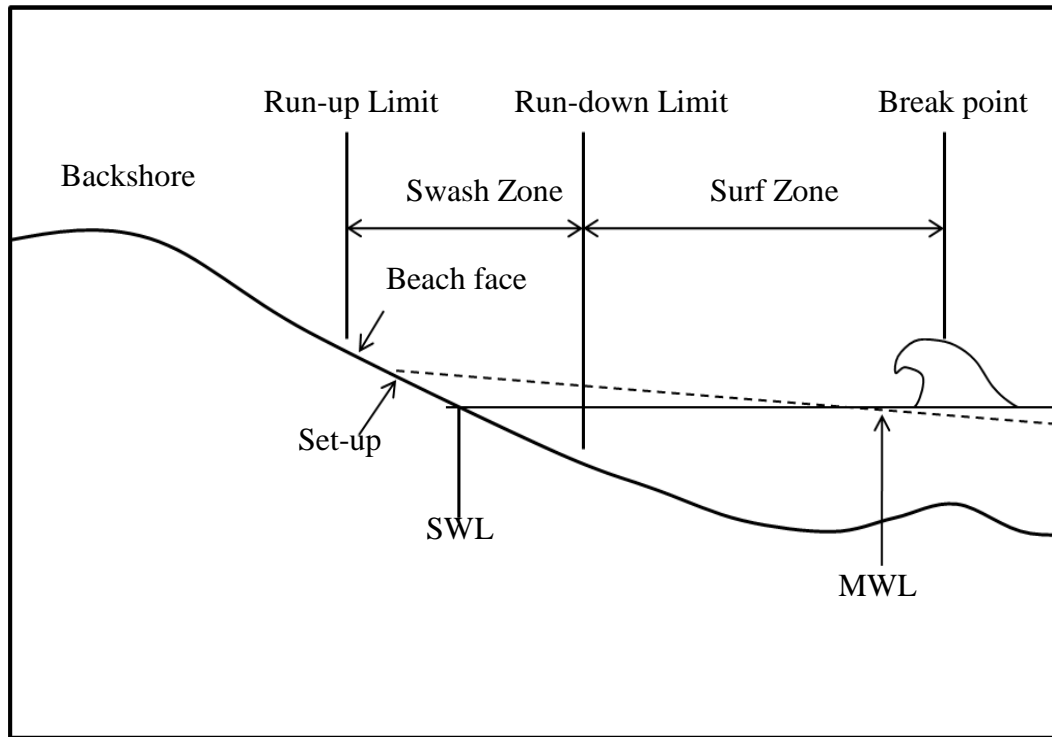 Run-up Limit
Run-down Limit
Break point
Backshore
Swash Zone
Surf Zone
Beach face
Set-up
SWL
MWL